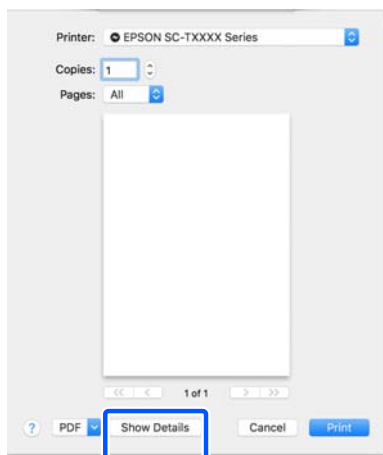 Printer: EPSON SC-TXXXX Series
Copies: 1
Pages: All
<< < 1 of 1 > >>
? PDF Show Details Cancel Print